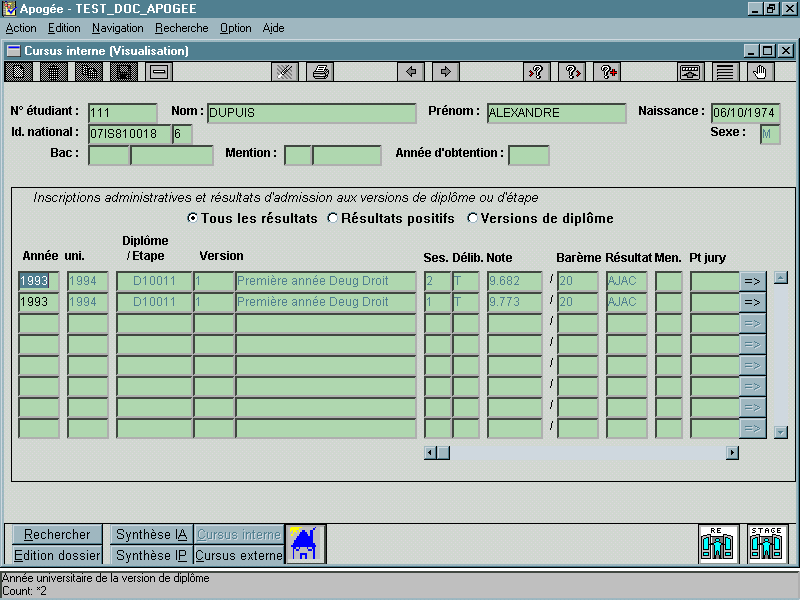 Apogée - TEST_DOC_APOGEE
Action Edition Navigation Recherche Option Aide
Cursus interne (Visualisation)
N° étudiant : 111 Nom : DUPUIS Prénom : ALEXANDRE Naissance : 06/10/1974
Id. national : 07IS810018 6 Sexe : M
Bac : Mention : Année d'obtention :
Inscriptions administratives et résultats d'admission aux versions de diplôme ou d'étape
Tous les résultats Résultats positifs Versions de diplôme
Année uni. Diplôme / Etape Version Ses. Délib. Note Barème Résultat Men. Pt jury
1993 1994 D10011 1 Première année Deug Droit 2 T 9.682 / 20 AJAC =>
1993 1994 D10011 1 Première année Deug Droit 1 T 9.773 / 20 AJAC =>
/ =>
/ =>
/ =>
/ =>
/ =>
/ =>
Rechercher Synthèse IA Cursus interne RE STAGE
Edition dossier Synthèse IP Cursus externe
Année universitaire de la version de diplôme
Count: *2